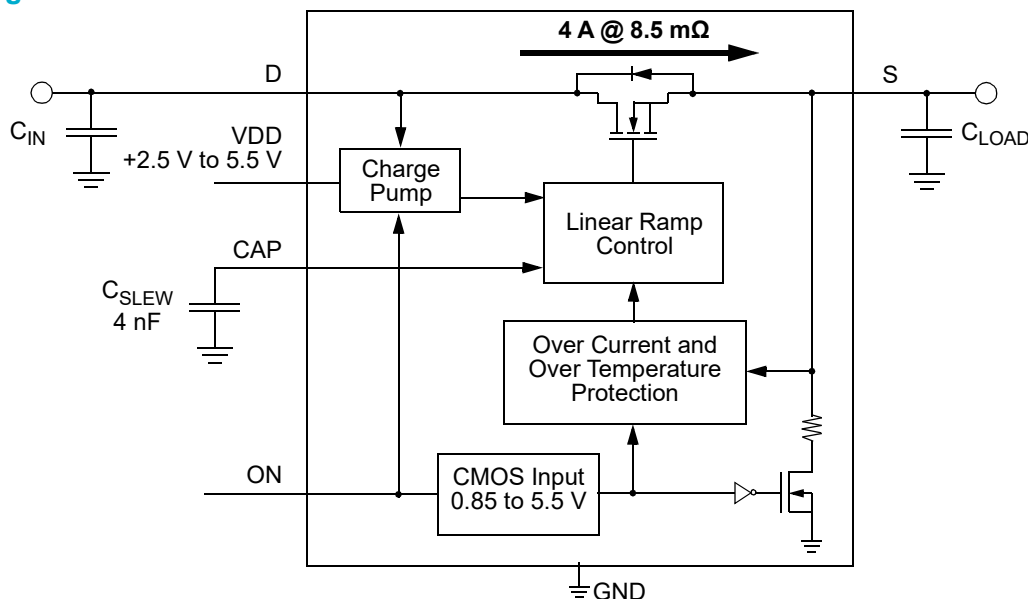 4 A @ 8.5 mΩ
D
S
C_IN
VDD
+2.5 V to 5.5 V
Charge
Pump
C_LOAD
Linear Ramp
Control
CAP
C_SLEW
4 nF
Over Current and
Over Temperature
Protection
ON
CMOS Input
0.85 to 5.5 V
GND